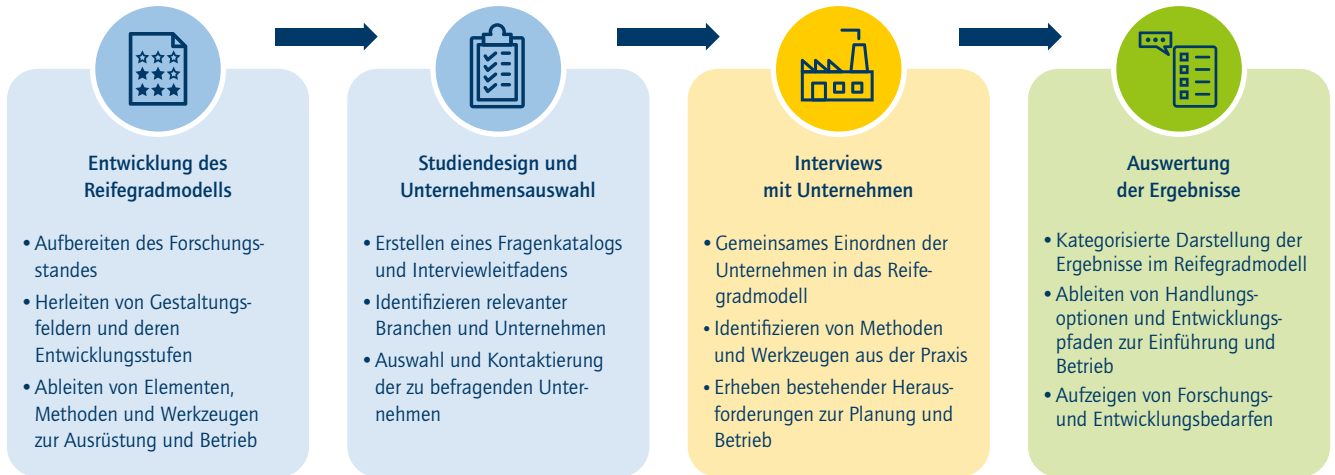 Entwicklung des
Reifegradmodells
• Aufbereiten des Forschungs-
standes
• Herleiten von Gestaltungs-
feldern und deren
Entwicklungsstufen
• Ableiten von Elementen,
Methoden und Werkzeugen
zur Ausrüstung und Betrieb
Studiendesign und
Unternehmensauswahl
• Erstellen eines Fragenkatalogs
und Interviewleitfadens
• Identifizieren relevanter
Branchen und Unternehmen
• Auswahl und Kontaktierung
der zu befragenden Unter-
nehmen
Interviews
mit Unternehmen
• Gemeinsames Einordnen der
Unternehmen in das Reife-
gradmodell
• Identifizieren von Methoden
und Werkzeugen aus der Praxis
• Erheben bestehender Heraus-
forderungen zur Planung und
Betrieb
Auswertung
der Ergebnisse
• Kategorisierte Darstellung der
Ergebnisse im Reifegradmodell
• Ableiten von Handlungs-
optionen und Entwicklungs-
pfaden zur Einführung und
Betrieb
• Aufzeigen von Forschungs-
und Entwicklungsbedarfen